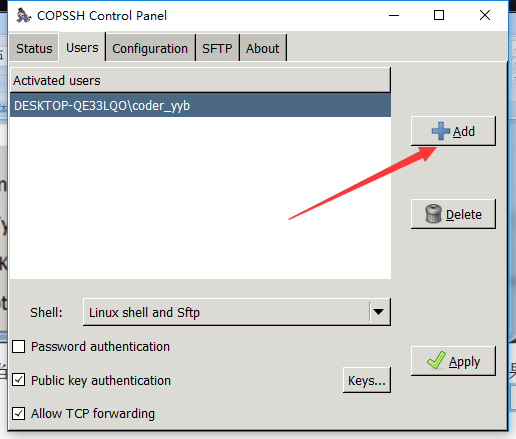 COPSSH Control Panel
Status Users Configuration SFTP About
Activated users
DESKTOP-QE33LQO\coder_yyb
Add
Delete
Shell: Linux shell and Sftp
Password authentication
Public key authentication Keys...
Apply
Allow TCP forwarding